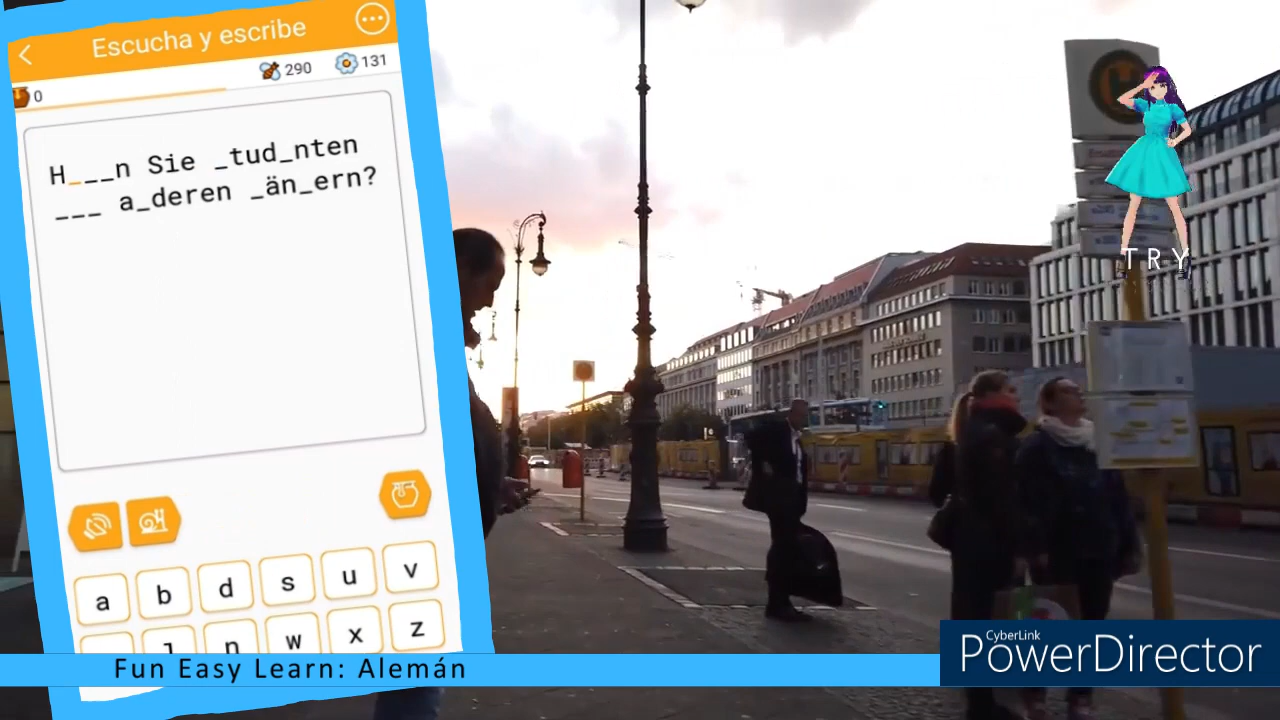 Escucha y escribe
290
131
0
H___n Sie _tud_nten
___ a_deren _än_ern?
a b d s u v
l n w x z
TRY
H
Fun Easy Learn: Alemán
CyberLink
PowerDirector